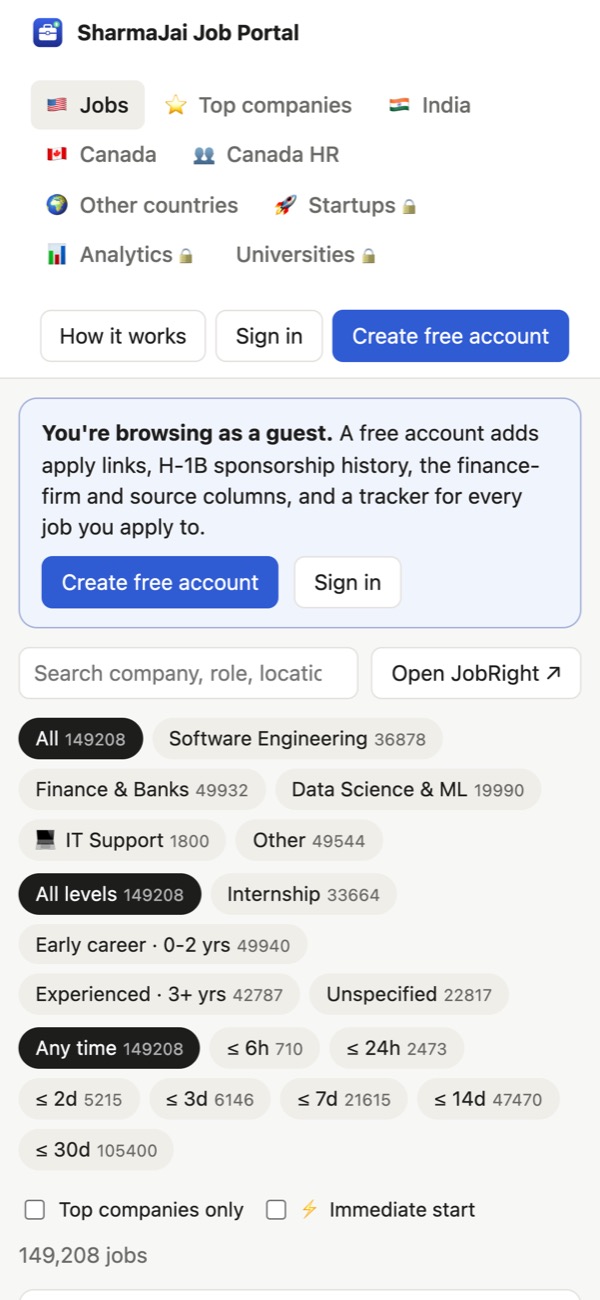 SharmaJai Job Portal
Jobs Top companies India
Canada Canada HR
Other countries Startups
Analytics Universities
How it works Sign in Create free account
You're browsing as a guest. A free account adds
apply links, H-1B sponsorship history, the finance-
firm and source columns, and a tracker for every
job you apply to.
Create free account Sign in
Search company, role, locatic Open JobRight ↗
All 149208 Software Engineering 36878
Finance & Banks 49932 Data Science & ML 19990
IT Support 1800 Other 49544
All levels 149208 Internship 33664
Early career · 0-2 yrs 49940
Experienced · 3+ yrs 42787 Unspecified 22817
Any time 149208 ≤ 6h 710 ≤ 24h 2473
≤ 2d 5215 ≤ 3d 6146 ≤ 7d 21615 ≤ 14d 47470
≤ 30d 105400
Top companies only ⚡ Immediate start
149,208 jobs